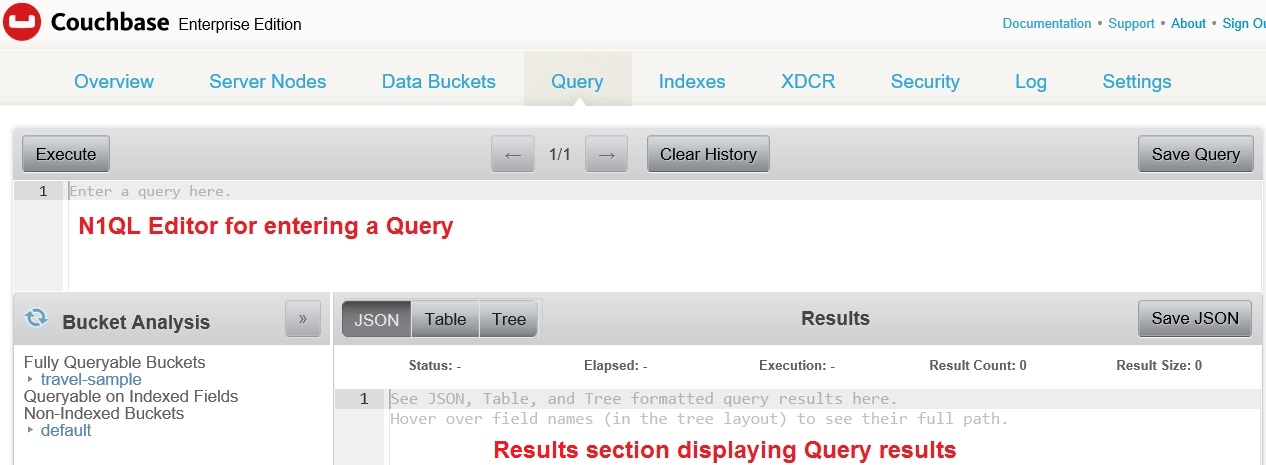 Couchbase Enterprise Edition
Documentation • Support • About • Sign Ou
Overview Server Nodes Data Buckets Query Indexes XDCR Security Log Settings
Execute ← 1/1 → Clear History Save Query
1 Enter a query here.
N1QL Editor for entering a Query
Bucket Analysis »
Fully Queryable Buckets
travel-sample
Queryable on Indexed Fields
Non-Indexed Buckets
default
JSON Table Tree Results Save JSON
Status: - Elapsed: - Execution: - Result Count: 0 Result Size: 0
1 See JSON, Table, and Tree formatted query results here.
Hover over field names (in the tree layout) to see their full path.
Results section displaying Query results